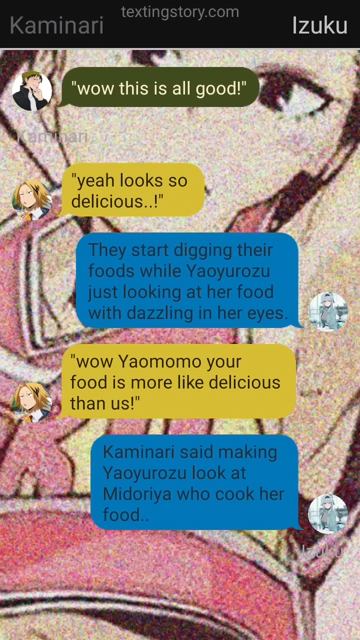 textingstory.com
Kaminari Izuku
"wow this is all good!"
Kaminari
"yeah looks so
delicious..!"
They start digging their
foods while Yaoyurozu
just looking at her food
with dazzling in her eyes.
"wow Yaomomo your
food is more like delicious
than us!"
Kaminari said making
Yaoyurozu look at
Midoriya who cook her
food..
Izuku